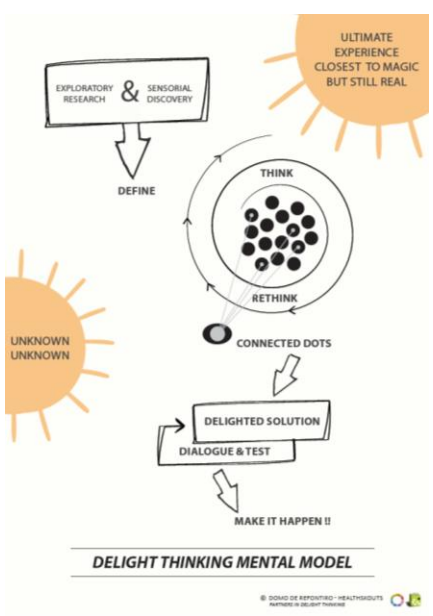 ULTIMATE
EXPERIENCE
CLOSEST TO MAGIC
BUT STILL REAL
EXPLORATORY
RESEARCH
&
SENSORIAL
DISCOVERY
DEFINE
THINK
RETHINK
UNKNOWN
UNKNOWN
CONNECTED DOTS
DELIGHTED SOLUTION
DIALOGUE & TEST
MAKE IT HAPPEN !!
DELIGHT THINKING MENTAL MODEL
© DOMO DE REFONTIRO - HEALTHSKOUTS
PARTNERS IN DELIGHT THINKING